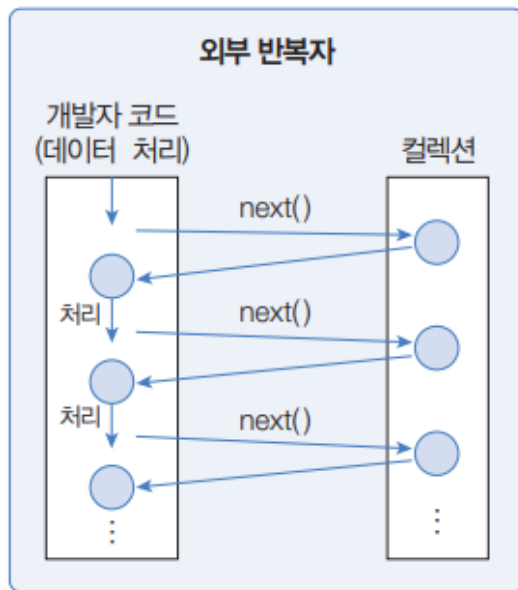 외부 반복자
개발자 코드
(데이터 처리)
컬렉션
next()
처리
next()
처리
next()
⋮
⋮